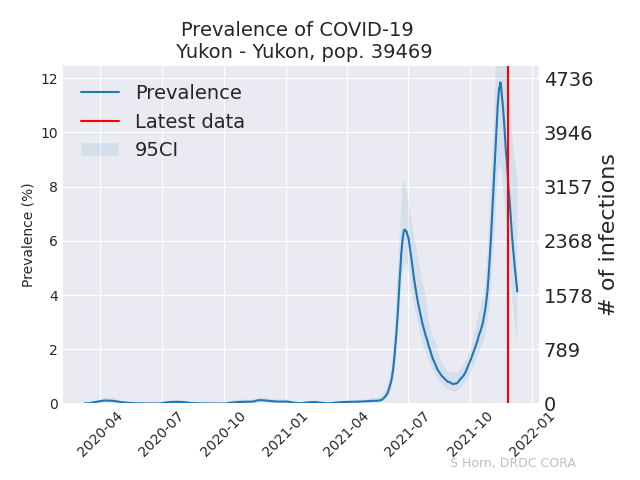 Prevalence of COVID-19
Yukon - Yukon, pop. 39469
Prevalence
Latest data
95CI
Prevalence (%)
12
10
8
6
4
2
0
4736
3946
3157
2368
1578
789
0
# of infections
2020-04
2020-07
2020-10
2021-01
2021-04
2021-07
2021-10
2022-01
S Horn, DRDC CORA